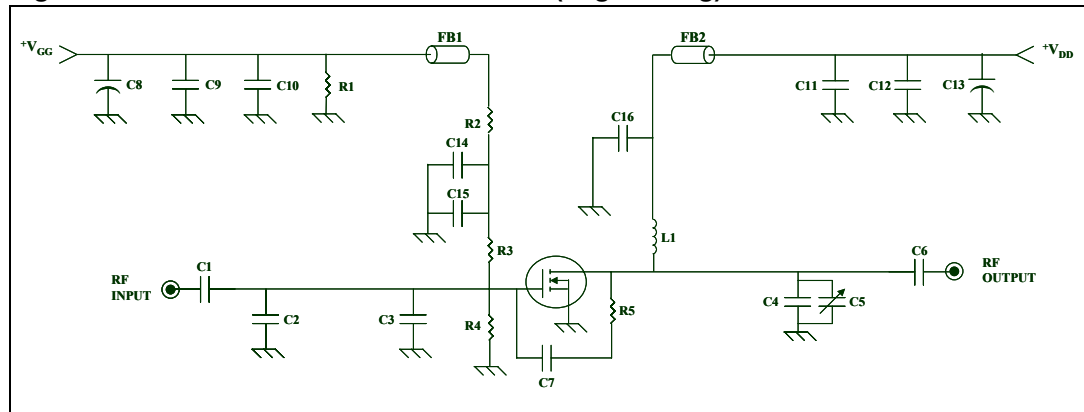 +VGG
FB1
FB2
+VDD
C8
C9
C10
R1
C11
C12
C13
R2
C14
C16
C15
R3
L1
C1
C6
RF
INPUT
RF
OUTPUT
C2
C3
R4
R5
C4
C5
C7